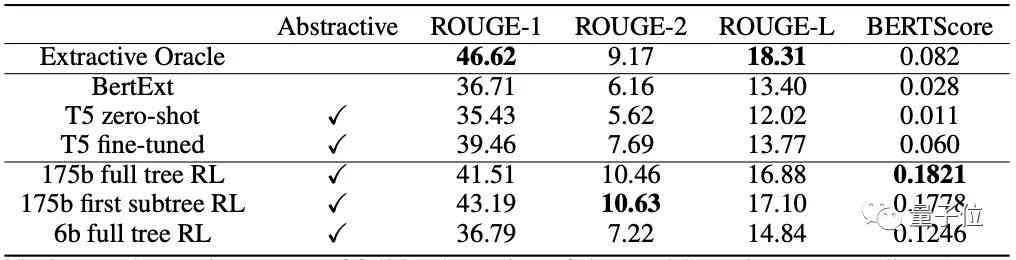 Abstractive ROUGE-1 ROUGE-2 ROUGE-L BERTScore
Extractive Oracle 46.62 9.17 18.31 0.082
BertExt 36.71 6.16 13.40 0.028
T5 zero-shot ✓ 35.43 5.62 12.02 0.011
T5 fine-tuned ✓ 39.46 7.69 13.77 0.060
175b full tree RL ✓ 41.51 10.46 16.88 0.1821
175b first subtree RL ✓ 43.19 10.63 17.10 0.1778
6b full tree RL ✓ 36.79 7.22 14.84 0.1246
量子位